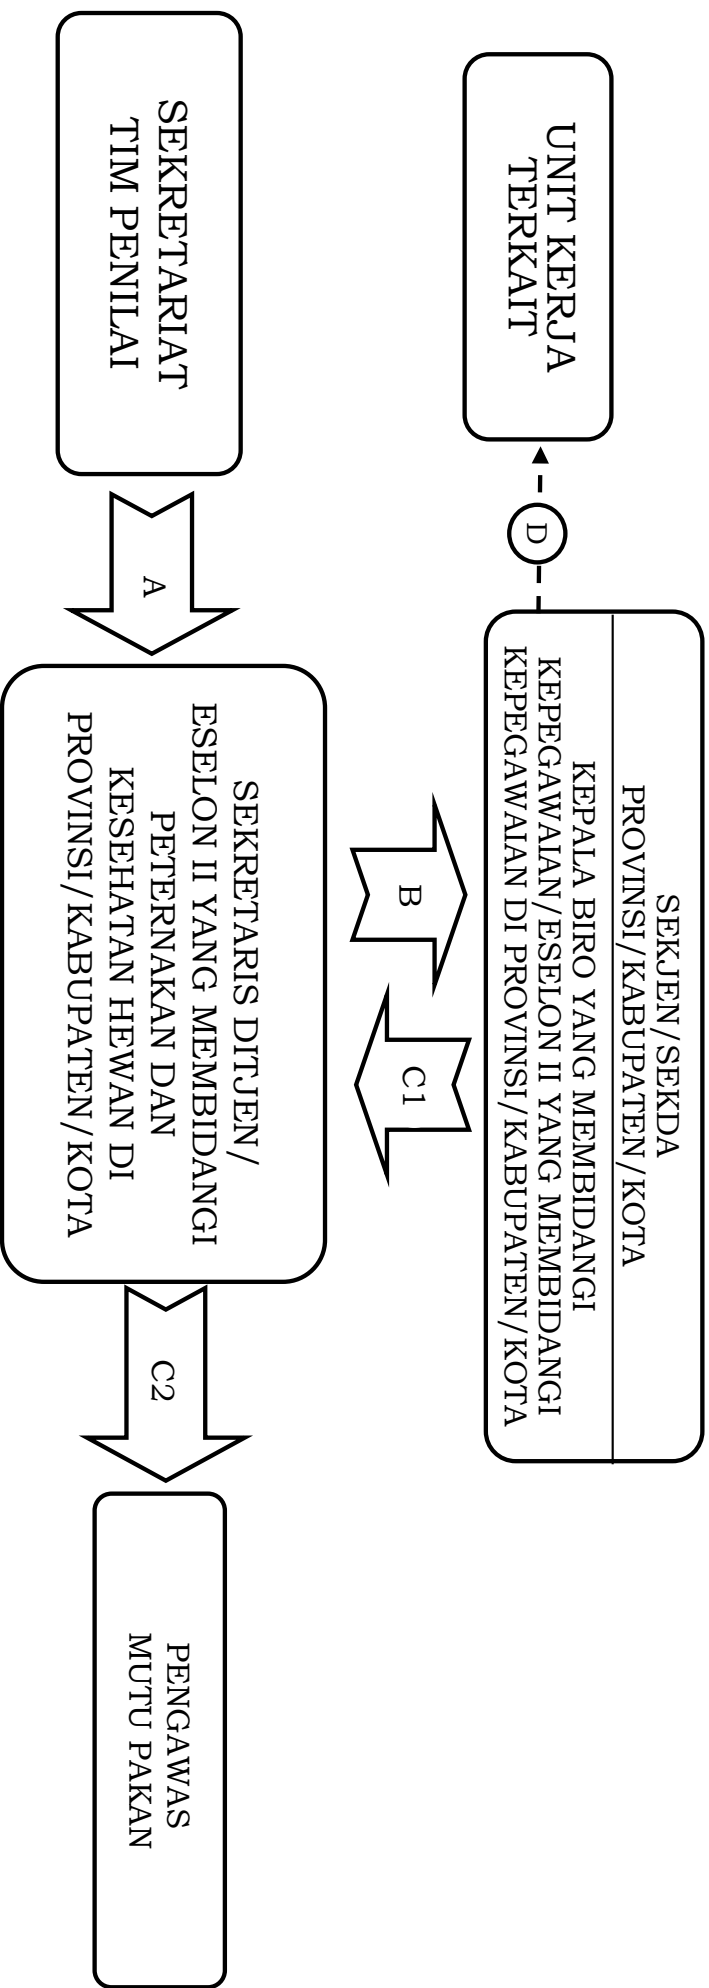 UNIT KERJA
TERKAIT
D
SEKJEN/SEKDA
PROVINSI/KABUPATEN/KOTA
KEPALA BIRO YANG MEMBIDANGI
KEPEGAWAIAN/ESELON II YANG MEMBIDANGI
KEPEGAWAIAN DI PROVINSI/KABUPATEN/KOTA
B
C1
SEKRETARIAT
TIM PENILAI
A
SEKRETARIS DITJEN/
ESELON II YANG MEMBIDANGI
PETERNAKAN DAN
KESEHATAN HEWAN DI
PROVINSI/KABUPATEN/KOTA
C2
PENGAWAS
MUTU PAKAN